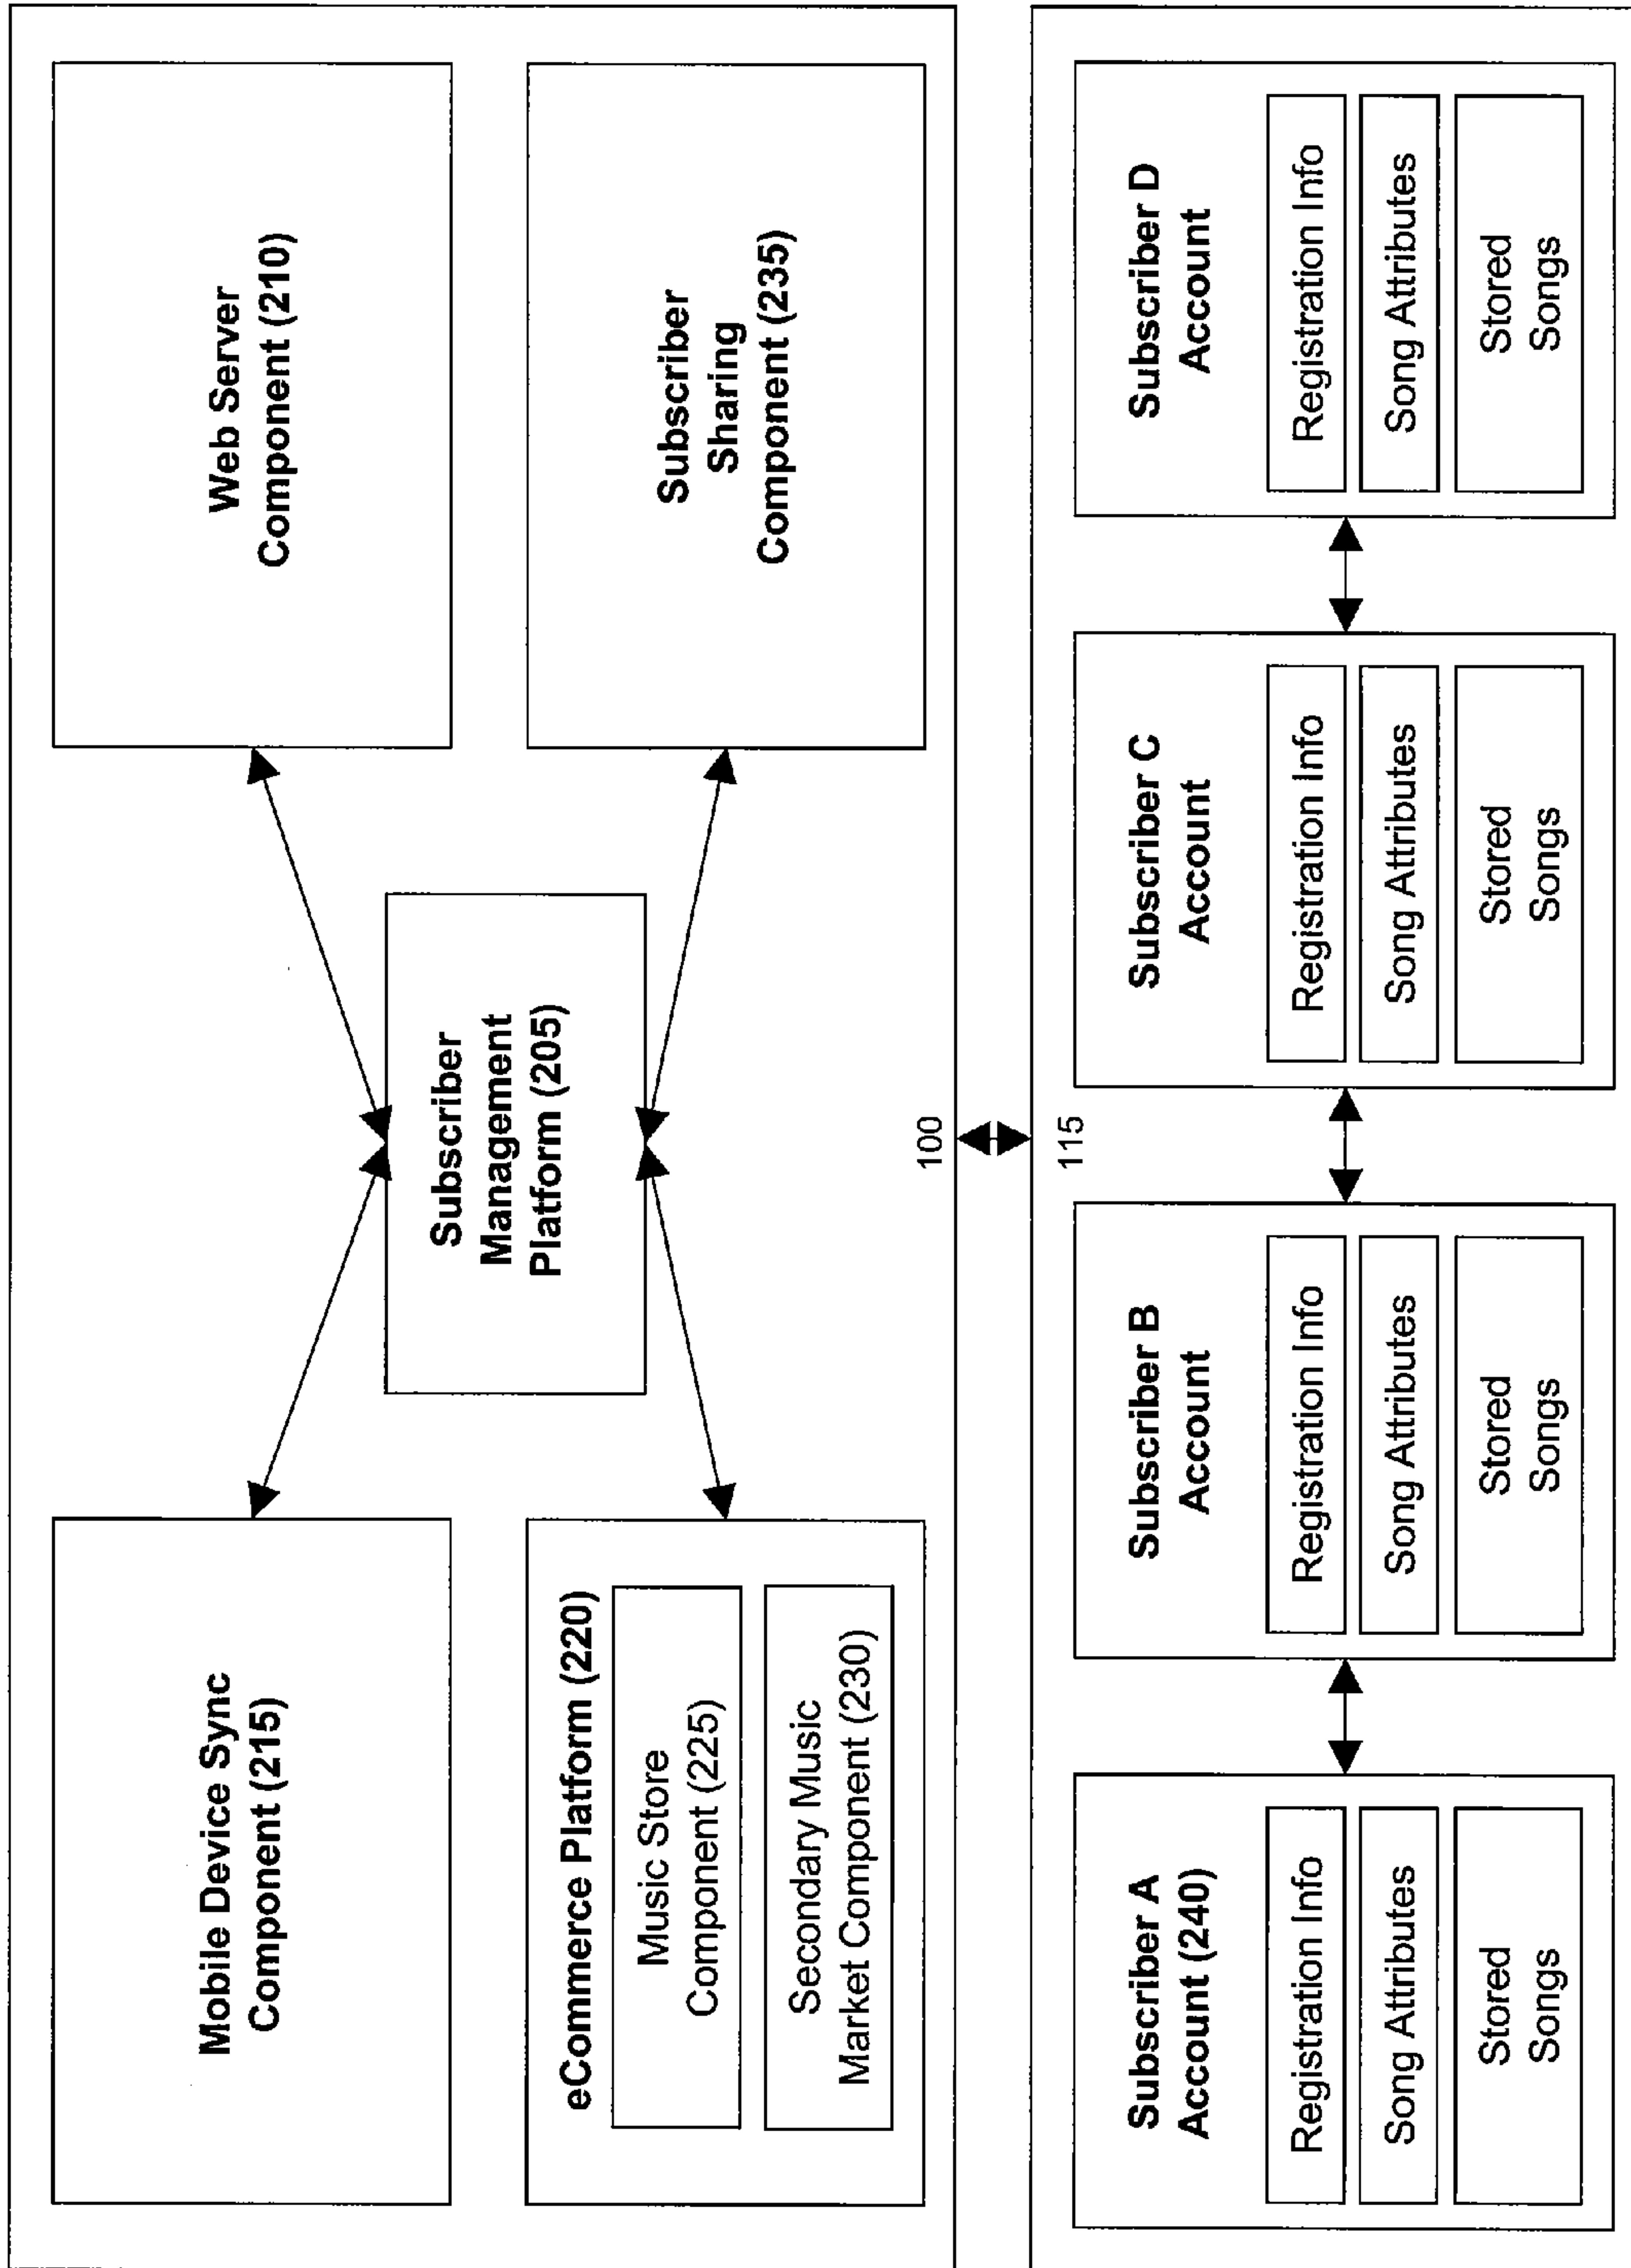 Mobile Device Sync
Component (215)
Web Server
Component (210)
Subscriber
Management
Platform (205)
eCommerce Platform (220)
Music Store
Component (225)
Secondary Music
Market Component (230)
Subscriber
Sharing
Component (235)
100
115
Subscriber A
Account (240)
Registration Info
Song Attributes
Stored
Songs
Subscriber B
Account
Registration Info
Song Attributes
Stored
Songs
Subscriber C
Account
Registration Info
Song Attributes
Stored
Songs
Subscriber D
Account
Registration Info
Song Attributes
Stored
Songs